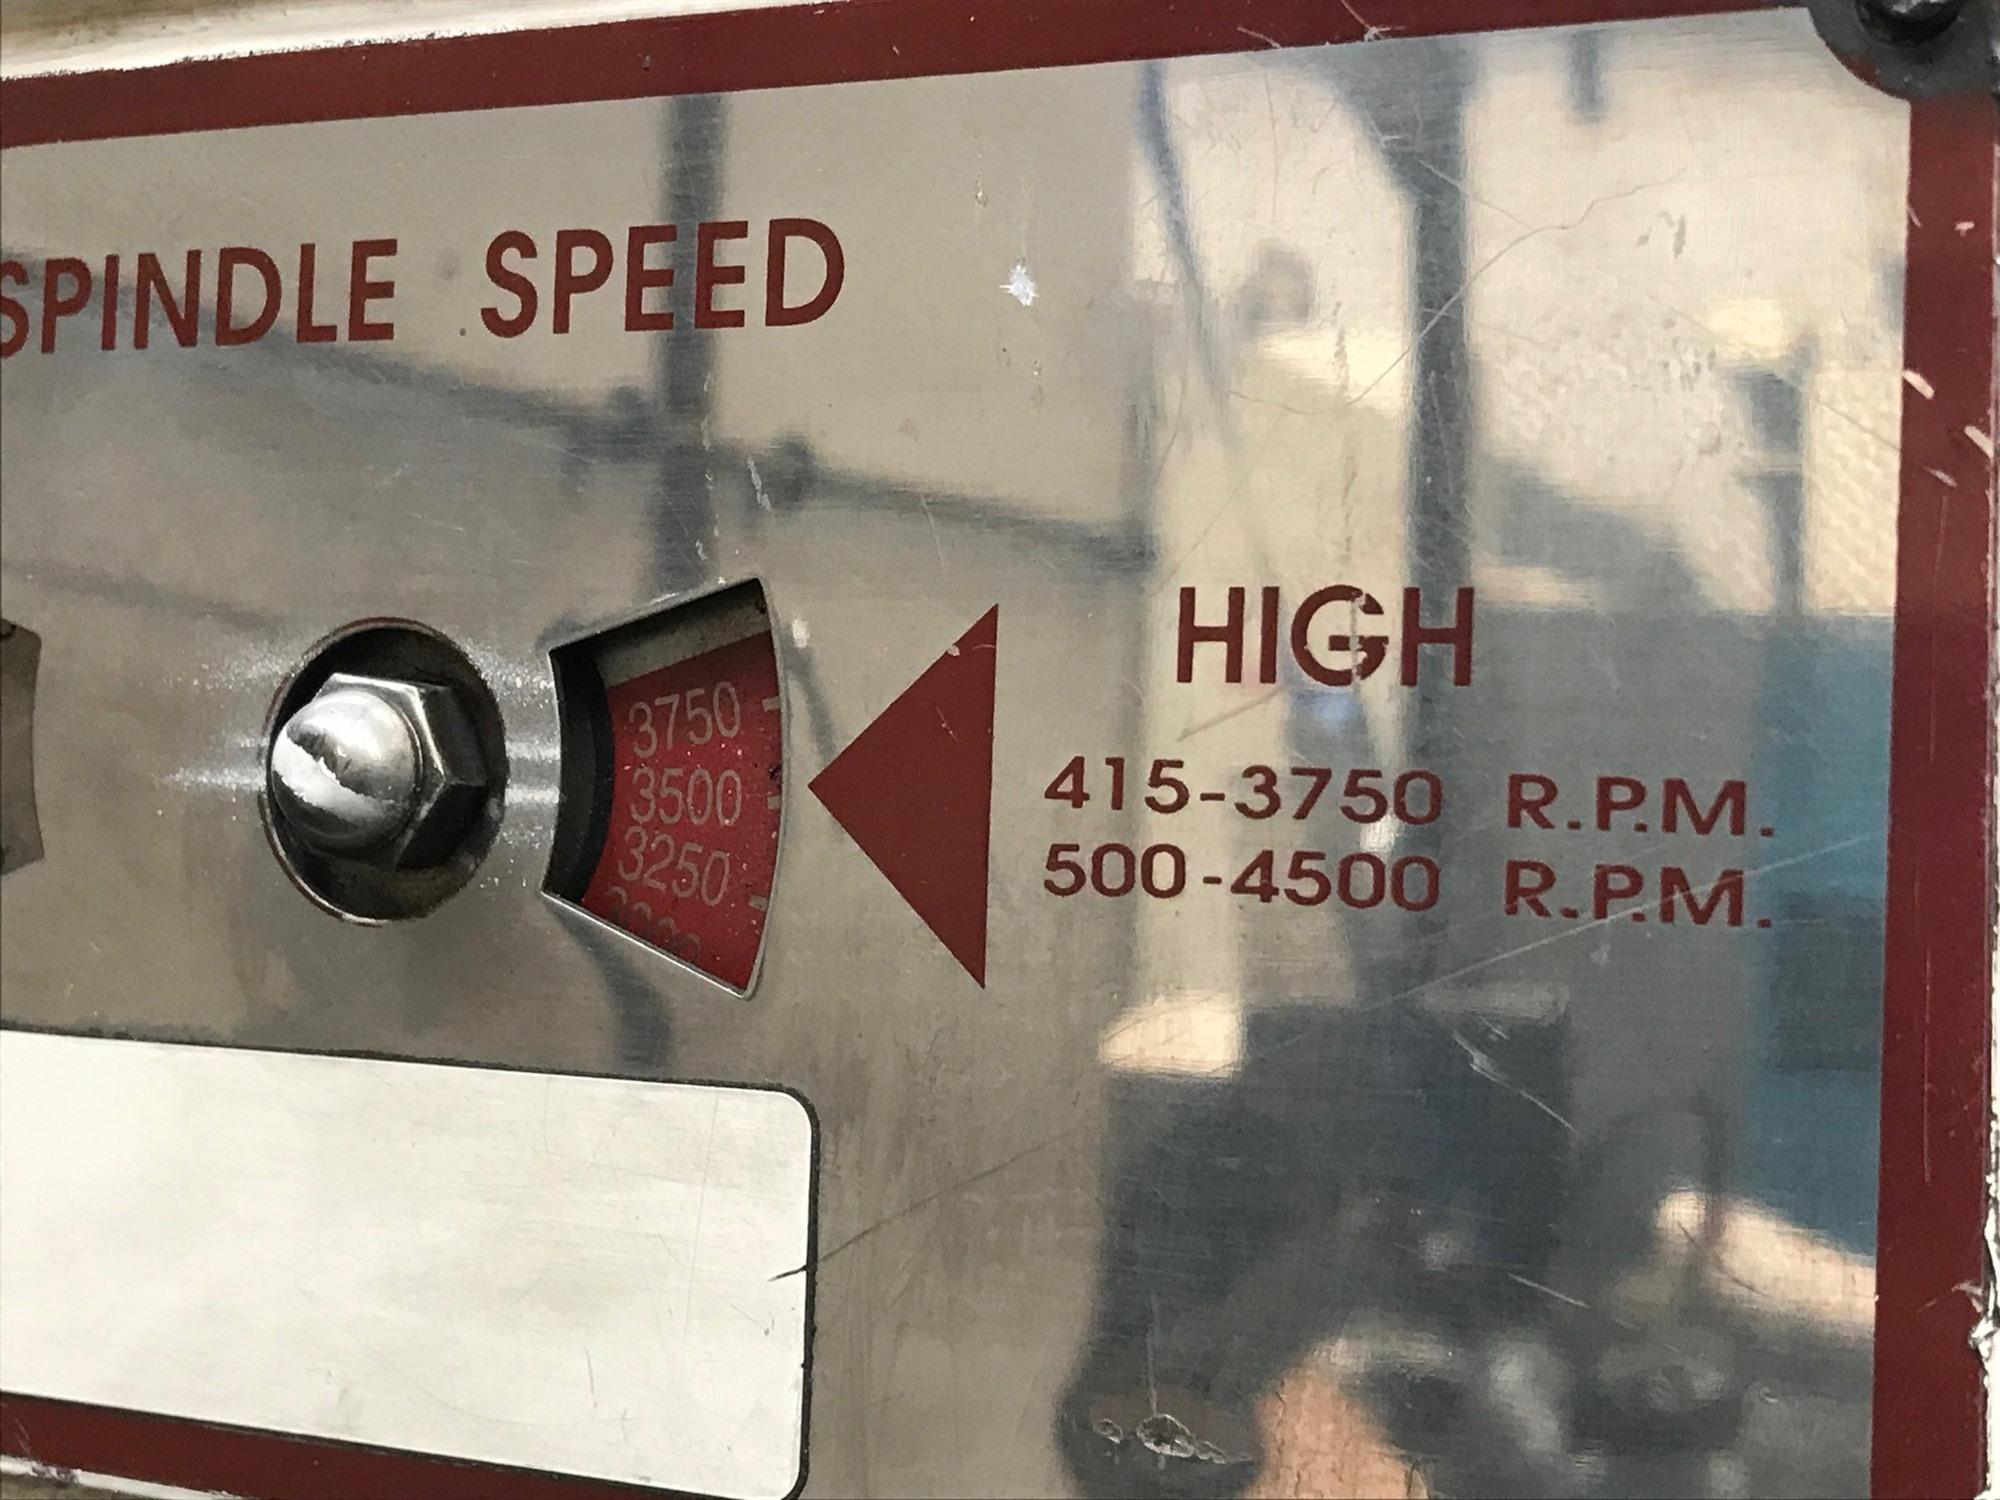 SPINDLE SPEED
HIGH
3750
3500
3250
415-3750 R.P.M.
500-4500 R.P.M.